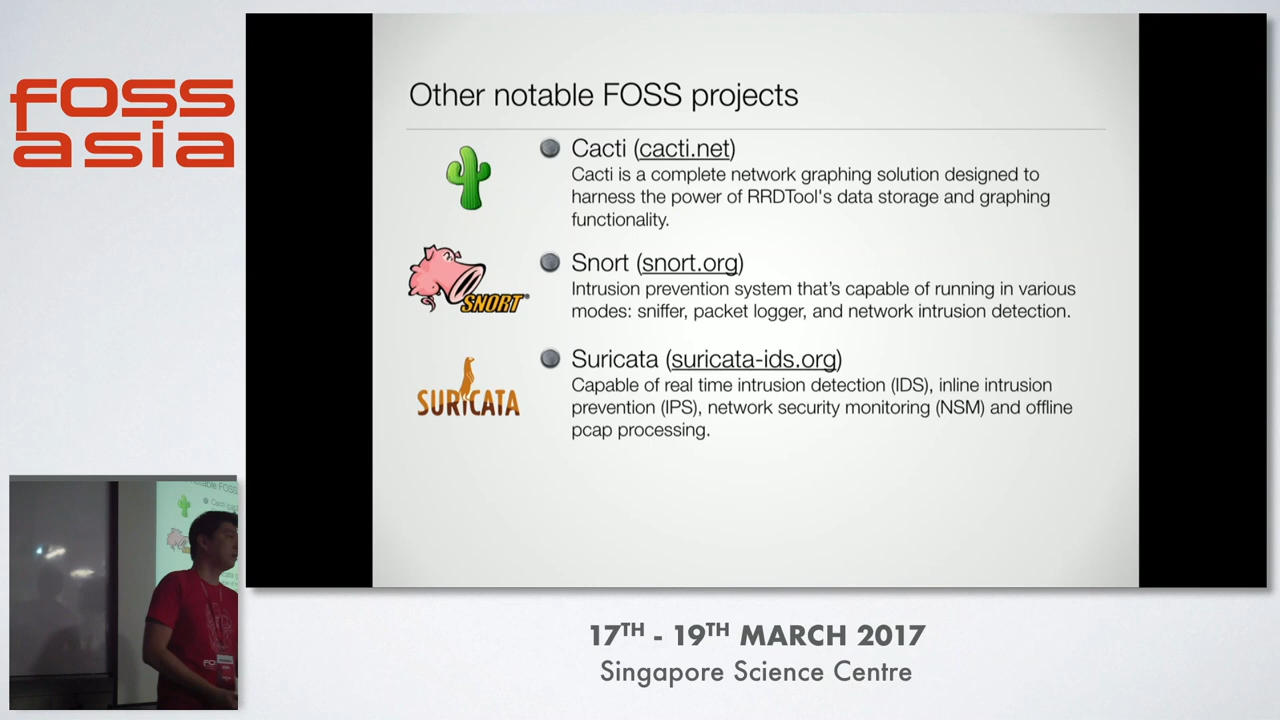 foss
asia
Other notable FOSS projects
Cacti (cacti.net)
Cacti is a complete network graphing solution designed to
harness the power of RRDTool's data storage and graphing
functionality.
SNORT
Snort (snort.org)
Intrusion prevention system that's capable of running in various
modes: sniffer, packet logger, and network intrusion detection.
SURICATA
Suricata (suricata-ids.org)
Capable of real time intrusion detection (IDS), inline intrusion
prevention (IPS), network security monitoring (NSM) and offline
pcap processing.
17TH - 19TH MARCH 2017
Singapore Science Centre